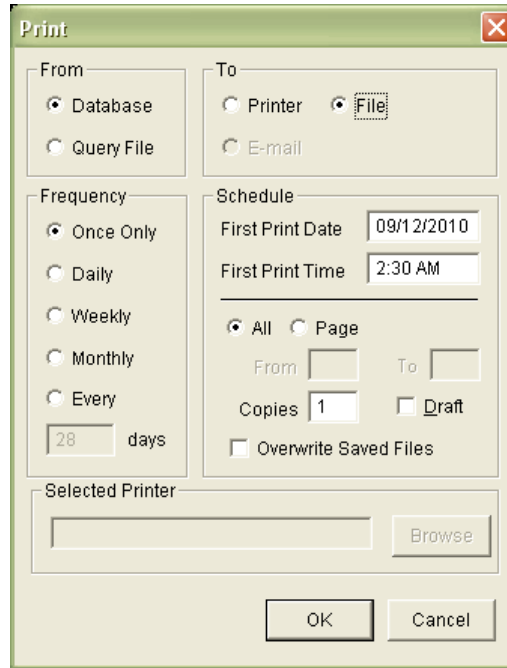 Print
From
Database
Query File
To
Printer File
E-mail
Frequency
Once Only
Daily
Weekly
Monthly
Every
28 days
Schedule
First Print Date 09/12/2010
First Print Time 2:30 AM
All Page
From To
Copies 1 Draft
Overwrite Saved Files
Selected Printer
Browse
OK Cancel